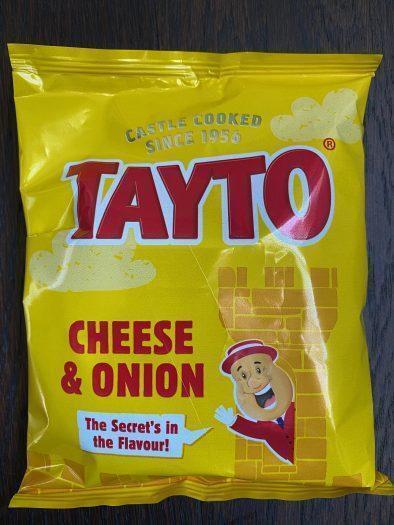 CASTLE COOKED
SINCE 1956
TAYTO®
CHEESE
& ONION
The Secret's in
the Flavour!